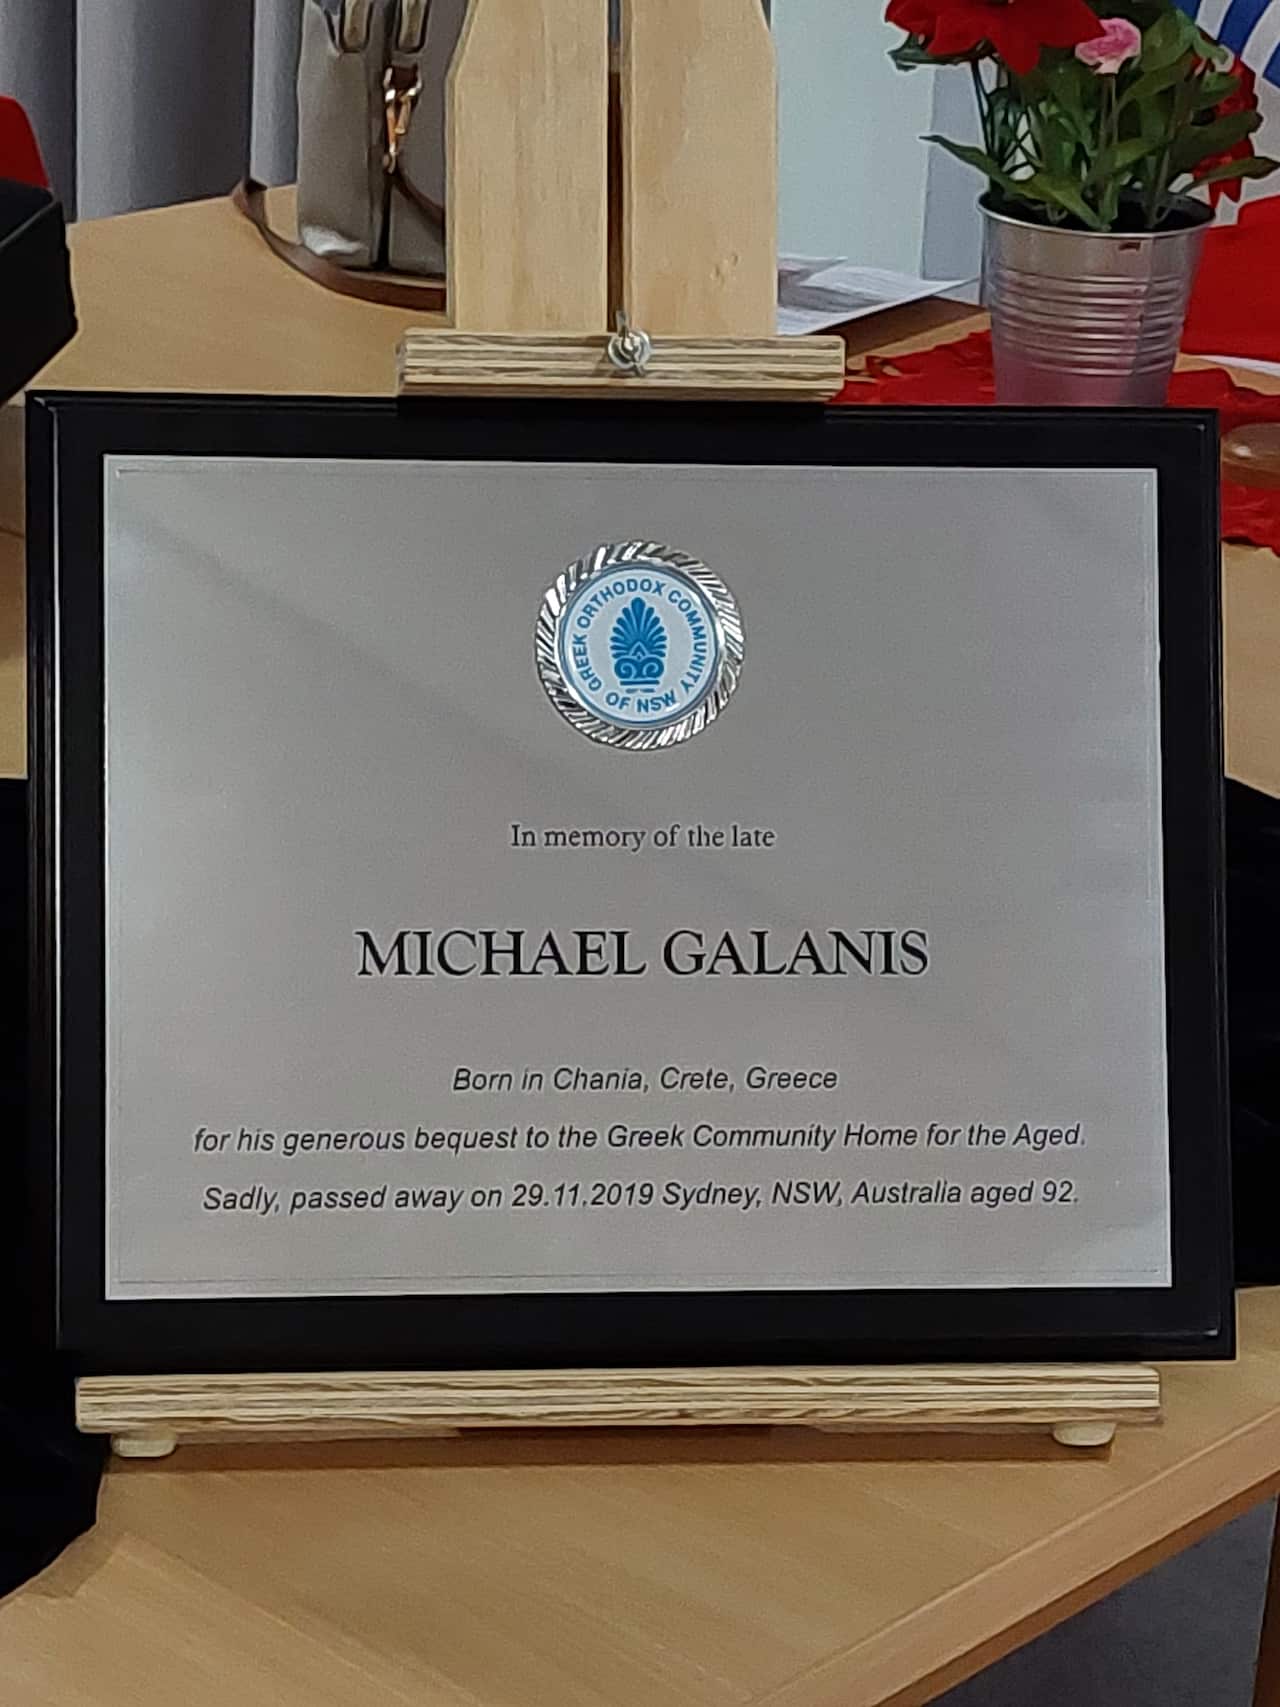 GREEK ORTHODOX COMMUNITY
OF NSW
In memory of the late
MICHAEL GALANIS
Born in Chania, Crete, Greece
for his generous bequest to the Greek Community Home for the Aged.
Sadly, passed away on 29.11.2019 Sydney, NSW, Australia aged 92.